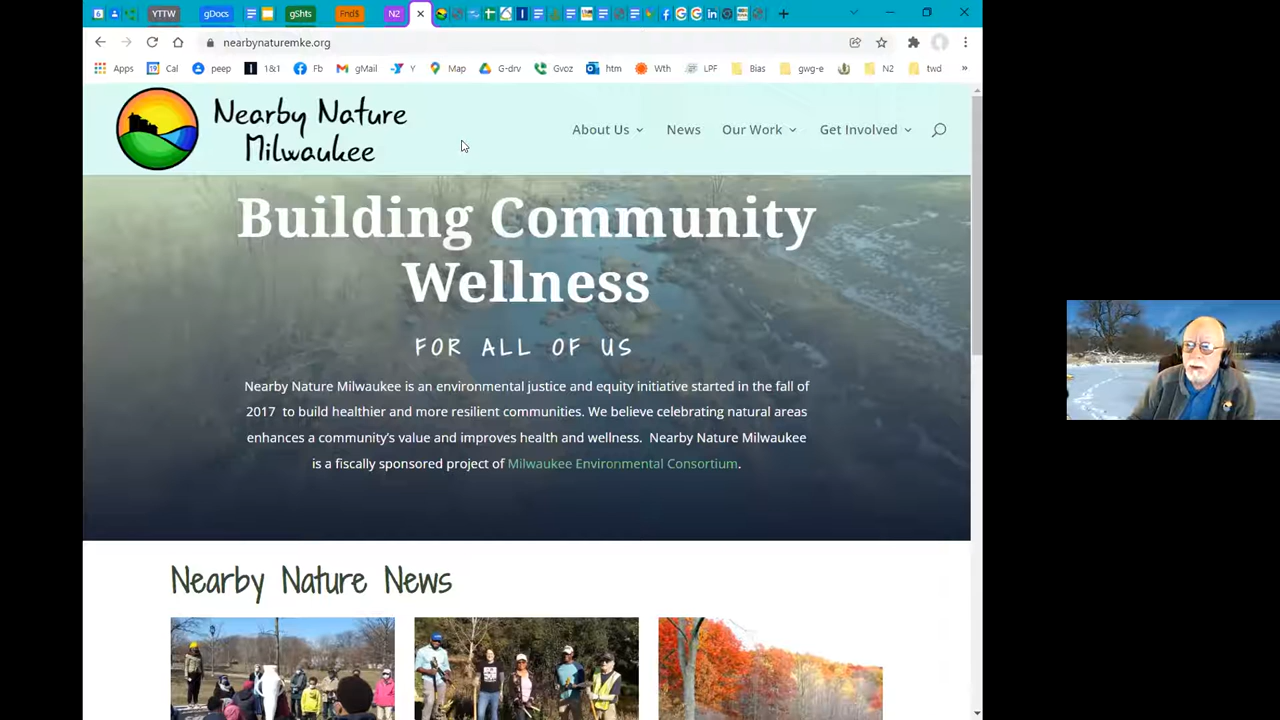 YTTW gDocs gShts Fnd$ N2
nearbynaturemke.org
Apps Cal peep 1&1 Fb gMail Y Map G-drv Gvoz htm Wth LPF Bias gwg-e N2 twd »
Nearby Nature
Milwaukee
About Us News Our Work Get Involved
Building Community
Wellness
FOR ALL OF US
Nearby Nature Milwaukee is an environmental justice and equity initiative started in the fall of
2017 to build healthier and more resilient communities. We believe celebrating natural areas
enhances a community's value and improves health and wellness. Nearby Nature Milwaukee
is a fiscally sponsored project of Milwaukee Environmental Consortium.
Nearby Nature News